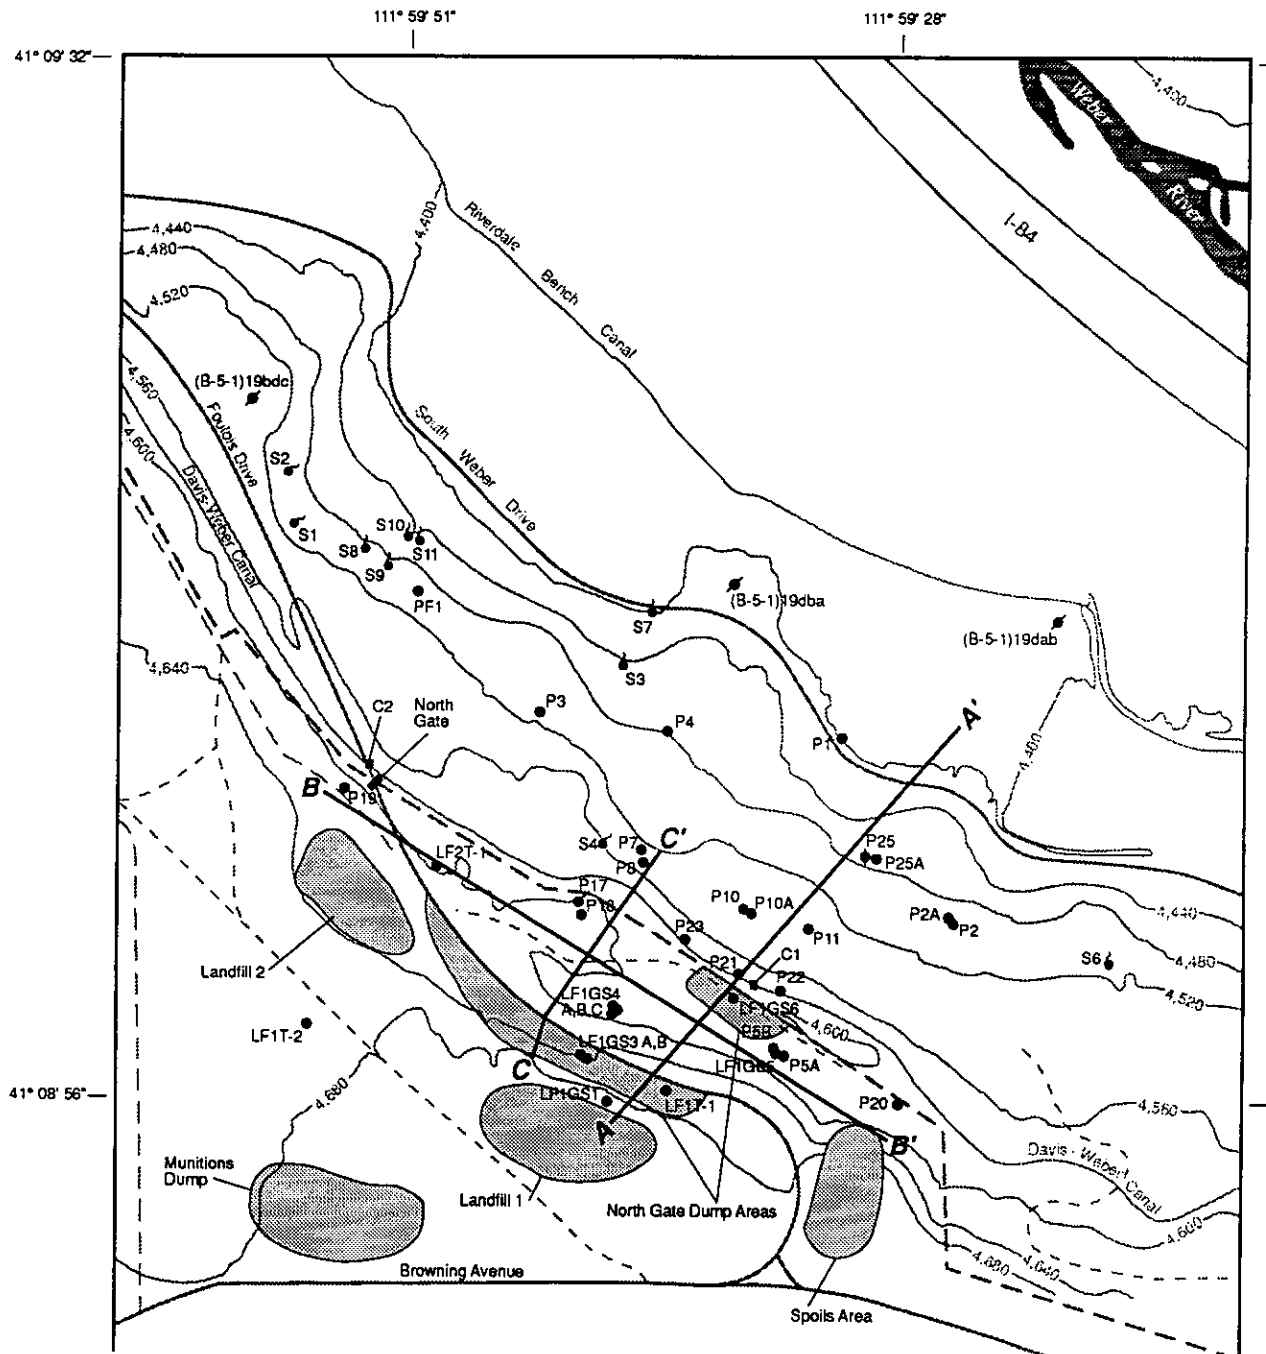 111° 59' 51"
111° 59' 28"
41° 09' 32"
4,400
Weber
River
I-84
4,400
Riverdale
Bench
Canal
4,440
4,480
4,520
(B-5-1)19bdc
4,560
Foulois Drive
South
Weber
Drive
4,600
Davis-Weber Canal
S2
S1
S10
S11
S8
S9
PF1
S7
(B-5-1)19dba
(B-5-1)19dab
S3
4,640
C2
North
Gate
P3
P4
P1
A'
4,400
B
P19
LF2T-1
S4
P7
P8
C'
P25
P25A
P17
P18
P10
P10A
P2A
P2
4,440
P23
P11
Landfill 2
P21
C1
P22
S6
4,480
LF1GS4
A,B,C
LF1GS6
4,600
4,520
LF1T-2
LF1GS3 A,B
P5B
P5A
C
41° 08' 56"
4,680
LF1GS1
LF1T-1
A
P20
4,560
B'
Davis - Weber Canal
Munitions
Dump
Landfill 1
North Gate Dump Areas
4,600
4,640
4,680
Browning Avenue
Spoils Area